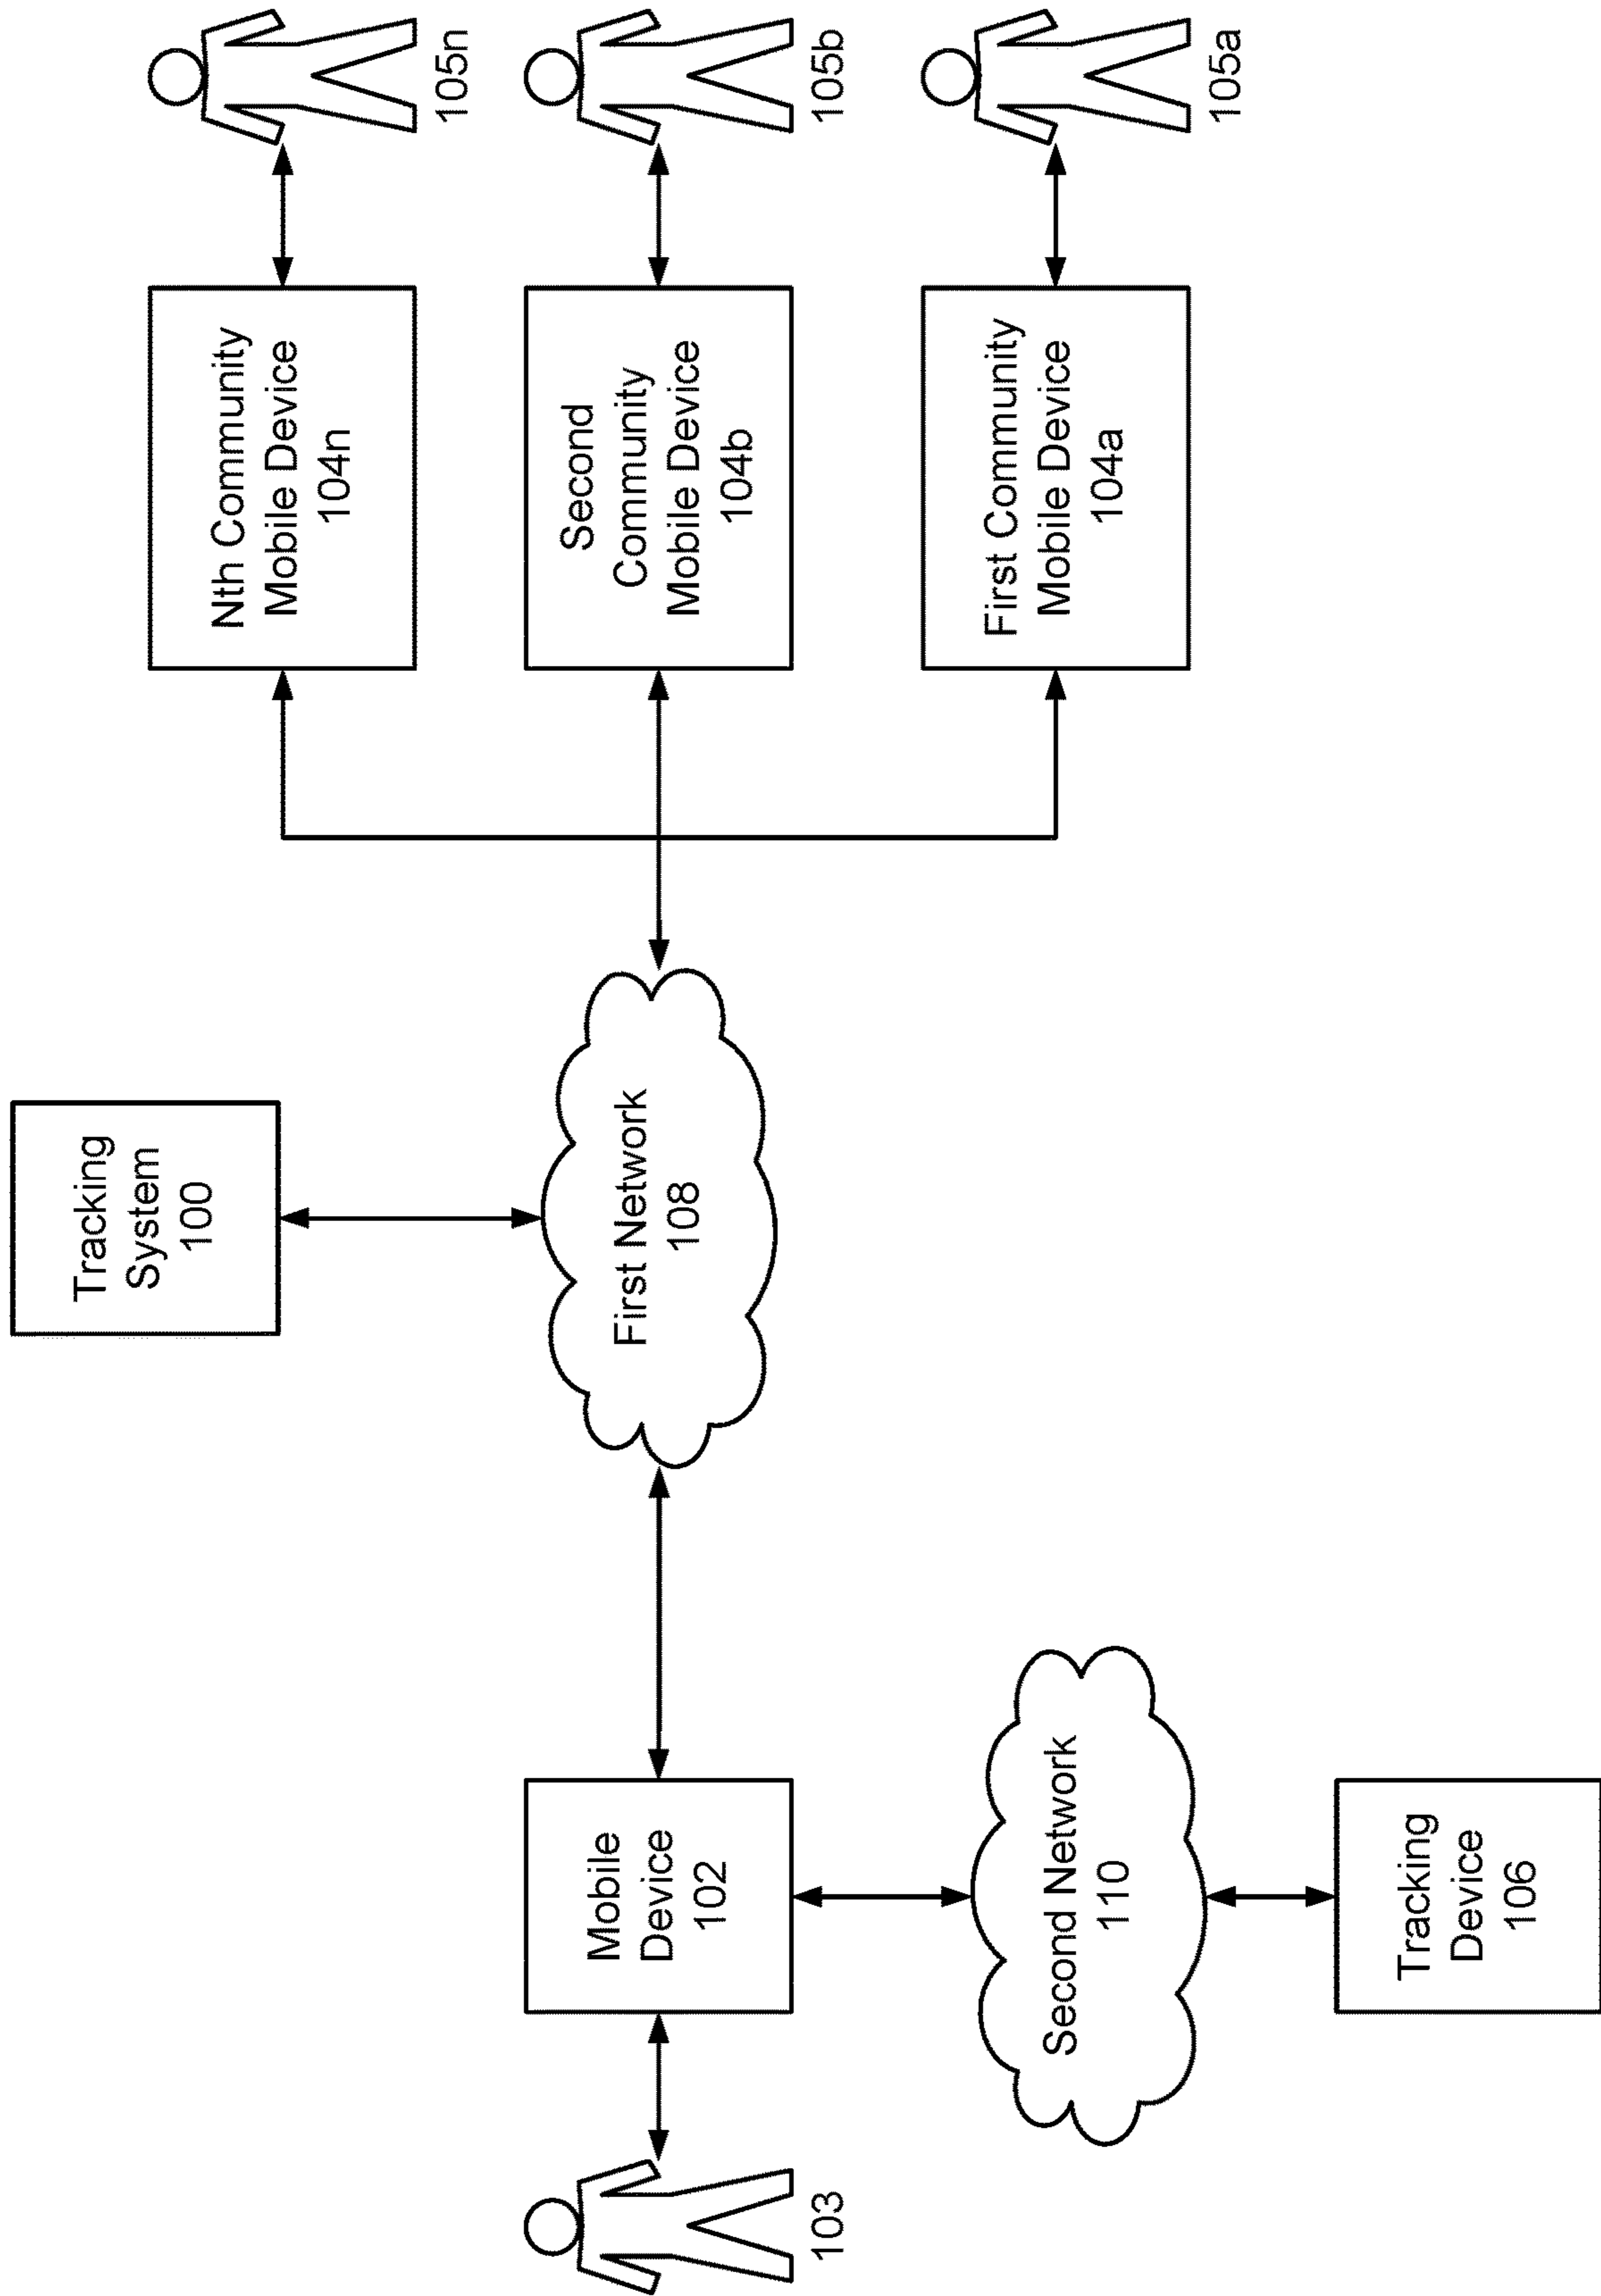 Tracking
System
100
Nth Community
Mobile Device
104n
105n
103
Mobile
Device
102
First Network
108
Second
Community
Mobile Device
104b
105b
Second Network
110
First Community
Mobile Device
104a
105a
Tracking
Device
106